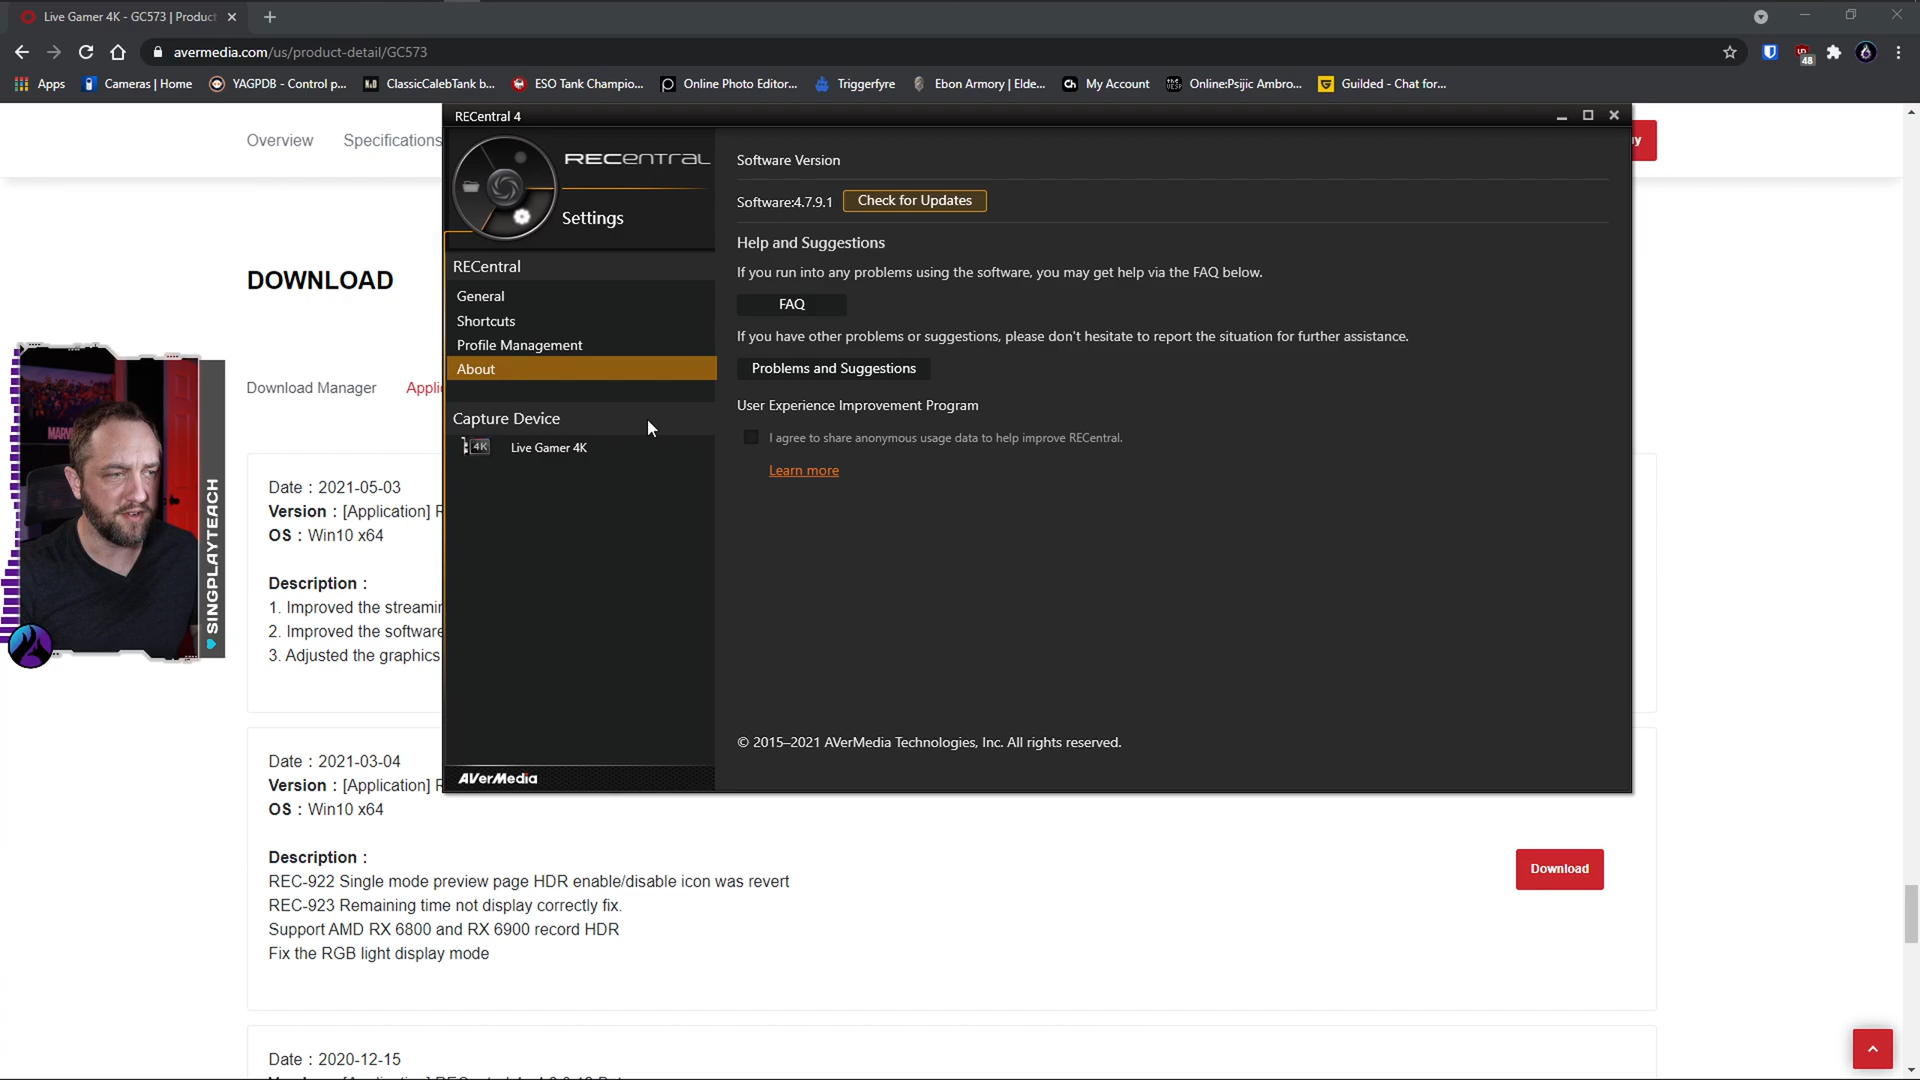 Live Gamer 4K - GC573 | Product
avermedia.com/us/product-detail/GC573
48
Apps
Cameras | Home
YAGPDB - Control p...
ClassicCalebTank b...
ESO Tank Champio...
Online Photo Editor...
Triggerfyre
Ebon Armory | Elde...
My Account
Online:Psijic Ambro...
Guilded - Chat for...
Overview
Specifications
RECentral 4
RECentral
Settings
RECentral
General
Shortcuts
Profile Management
About
Capture Device
4K
Live Gamer 4K
AVerMedia
Software Version
Software:4.7.9.1
Check for Updates
Help and Suggestions
If you run into any problems using the software, you may get help via the FAQ below.
FAQ
If you have other problems or suggestions, please don't hesitate to report the situation for further assistance.
Problems and Suggestions
User Experience Improvement Program
I agree to share anonymous usage data to help improve RECentral.
Learn more
© 2015–2021 AVerMedia Technologies, Inc. All rights reserved.
DOWNLOAD
Download Manager
Appli
SINGPLAYTEACH
Date : 2021-05-03
Version : [Application] R
OS : Win10 x64
Description :
1. Improved the streamin
2. Improved the software
3. Adjusted the graphics
Date : 2021-03-04
Version : [Application] R
OS : Win10 x64
Description :
REC-922 Single mode preview page HDR enable/disable icon was revert
REC-923 Remaining time not display correctly fix.
Support AMD RX 6800 and RX 6900 record HDR
Fix the RGB light display mode
Download
Date : 2020-12-15